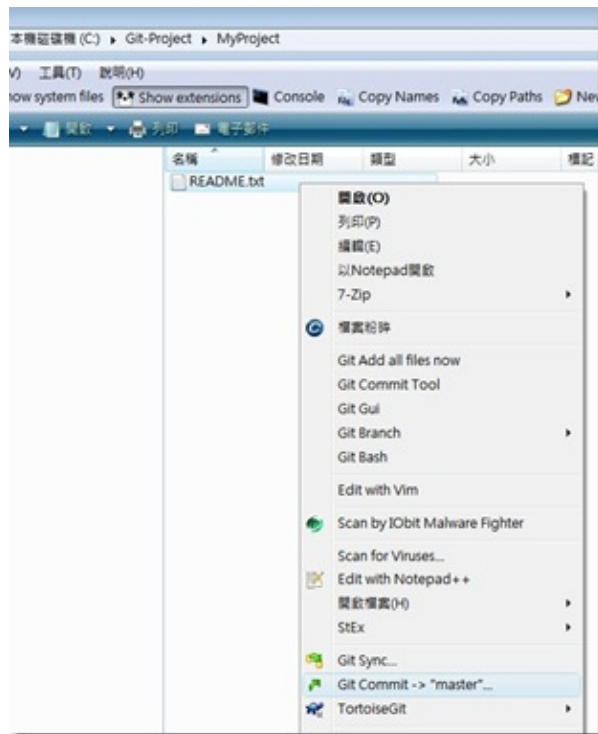 本機磁碟機 (C:) ▸ Git-Project ▸ MyProject
V) 工具(T) 說明(H)
how system files Show extensions Console Copy Names Copy Paths Nev
開啟 列印 電子郵件
名稱 修改日期 類型 大小 標記
README.txt
開啟(O)
列印(P)
編輯(E)
以Notepad開啟
7-Zip
檔案粉碎
Git Add all files now
Git Commit Tool
Git Gui
Git Branch
Git Bash
Edit with Vim
Scan by IObit Malware Fighter
Scan for Viruses...
Edit with Notepad++
開啟檔案(H)
StEx
Git Sync...
Git Commit -> "master"...
TortoiseGit